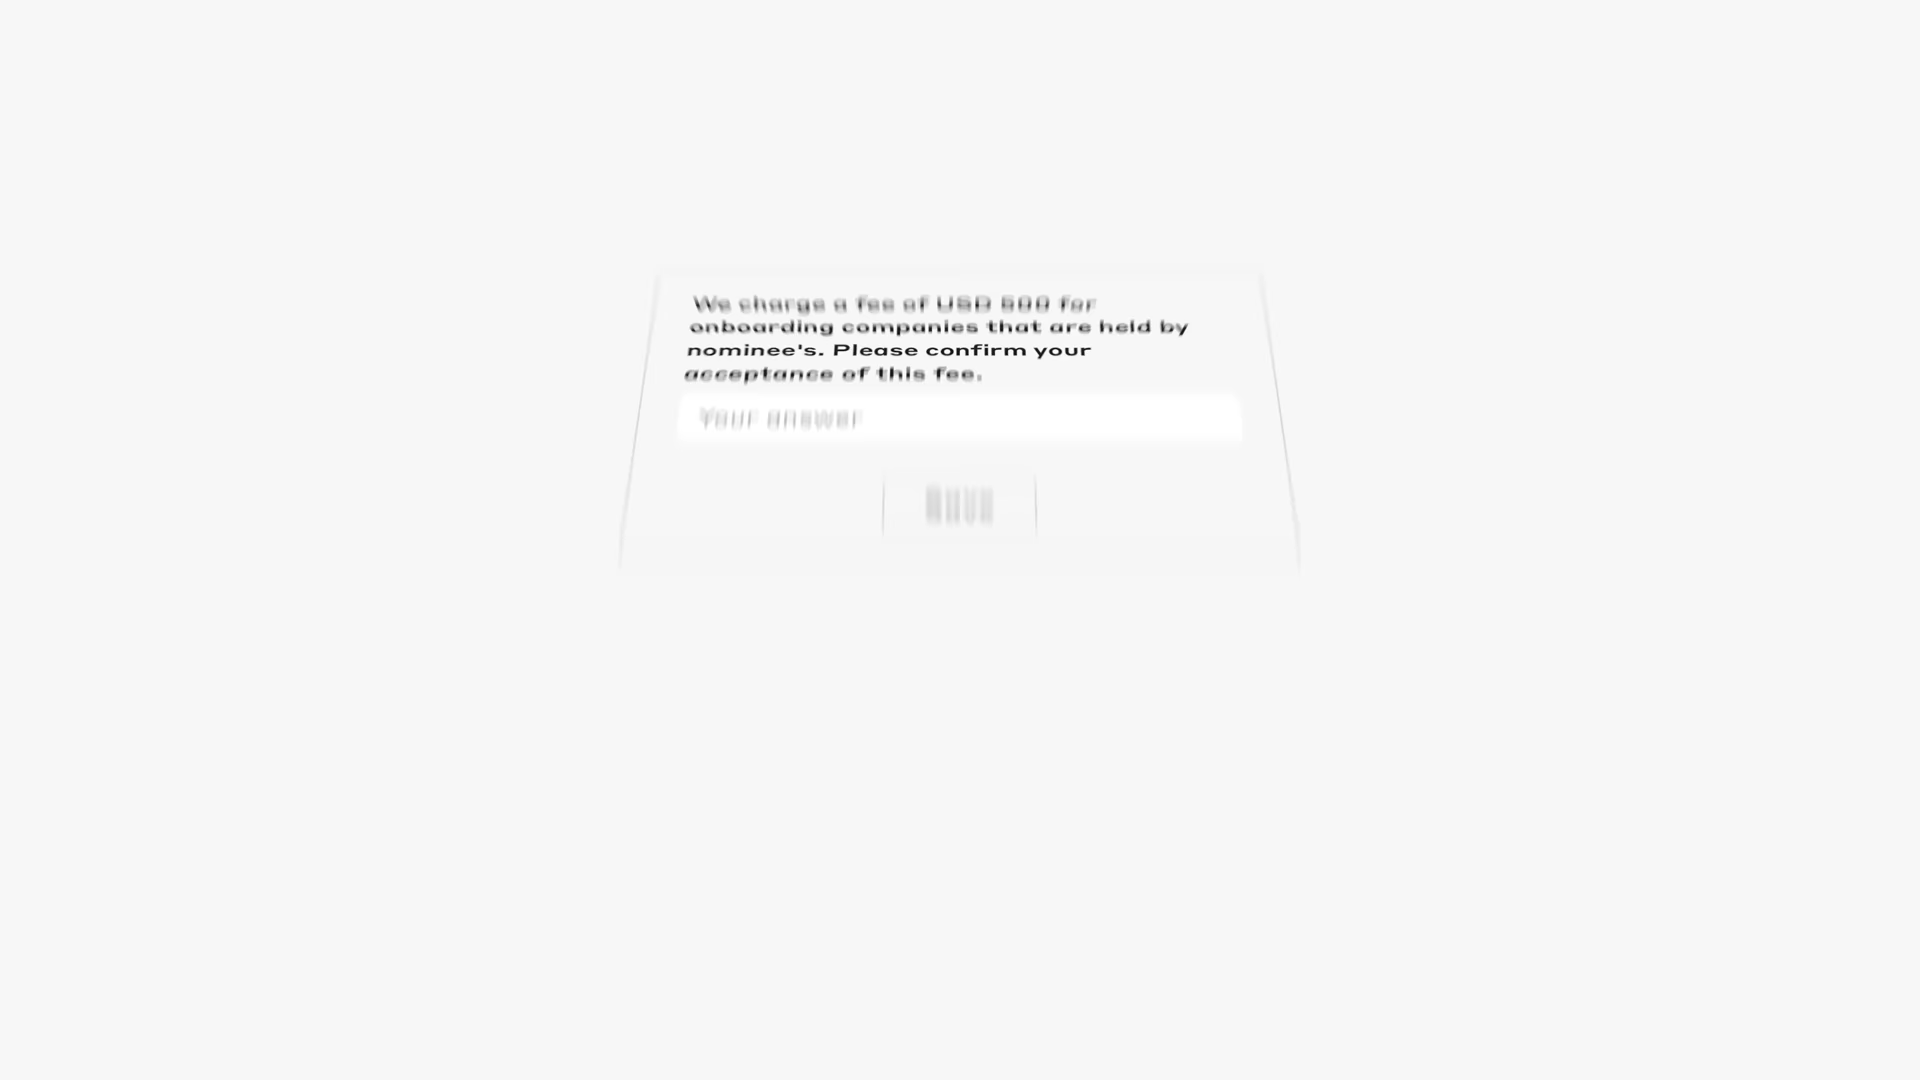 We charge a fee of USD 500 for
onboarding companies that are held by
nominee's. Please confirm your
acceptance of this fee.
Your answer